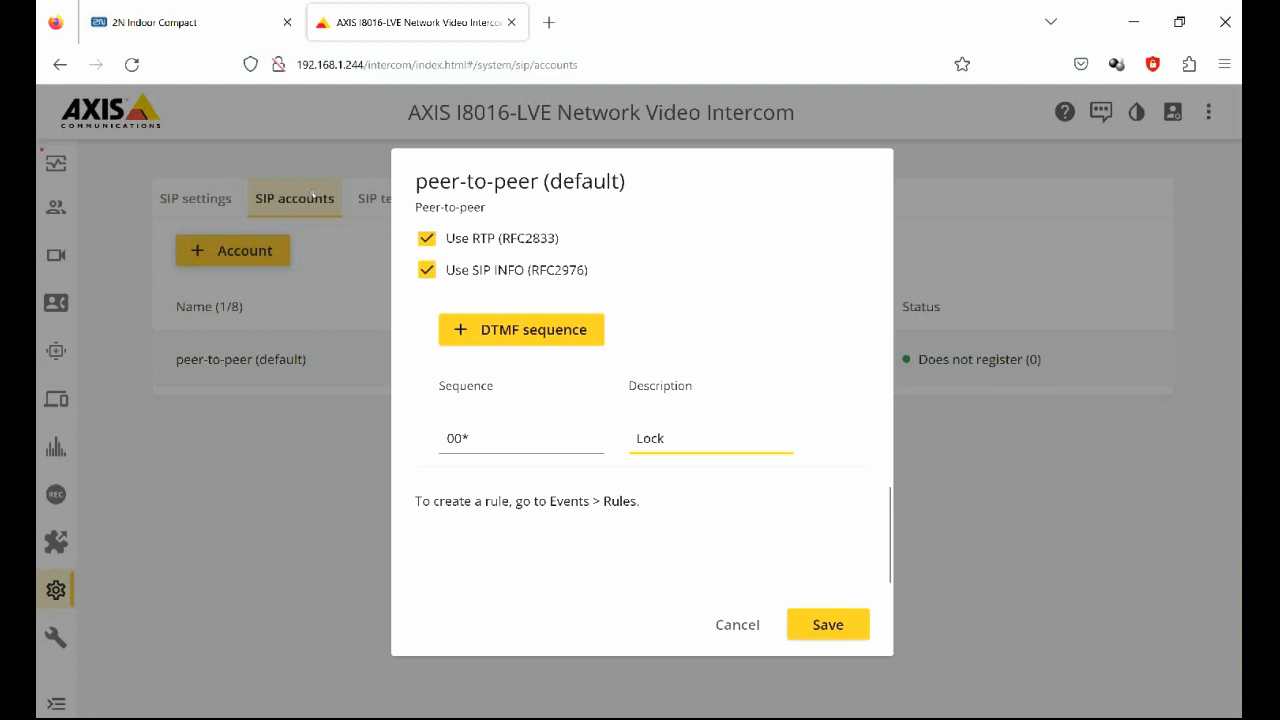 2N 2N Indoor Compact
AXIS I8016-LVE Network Video Interco
192.168.1.244/intercom/index.html#/system/sip/accounts
AXIS
COMMUNICATIONS
AXIS I8016-LVE Network Video Intercom
SIP settings
SIP accounts
SIP te
+ Account
Name (1/8)
Status
peer-to-peer (default)
Does not register (0)
REC
peer-to-peer (default)
Peer-to-peer
Use RTP (RFC2833)
Use SIP INFO (RFC2976)
+ DTMF sequence
Sequence Description
00* Lock
To create a rule, go to Events > Rules.
Cancel Save